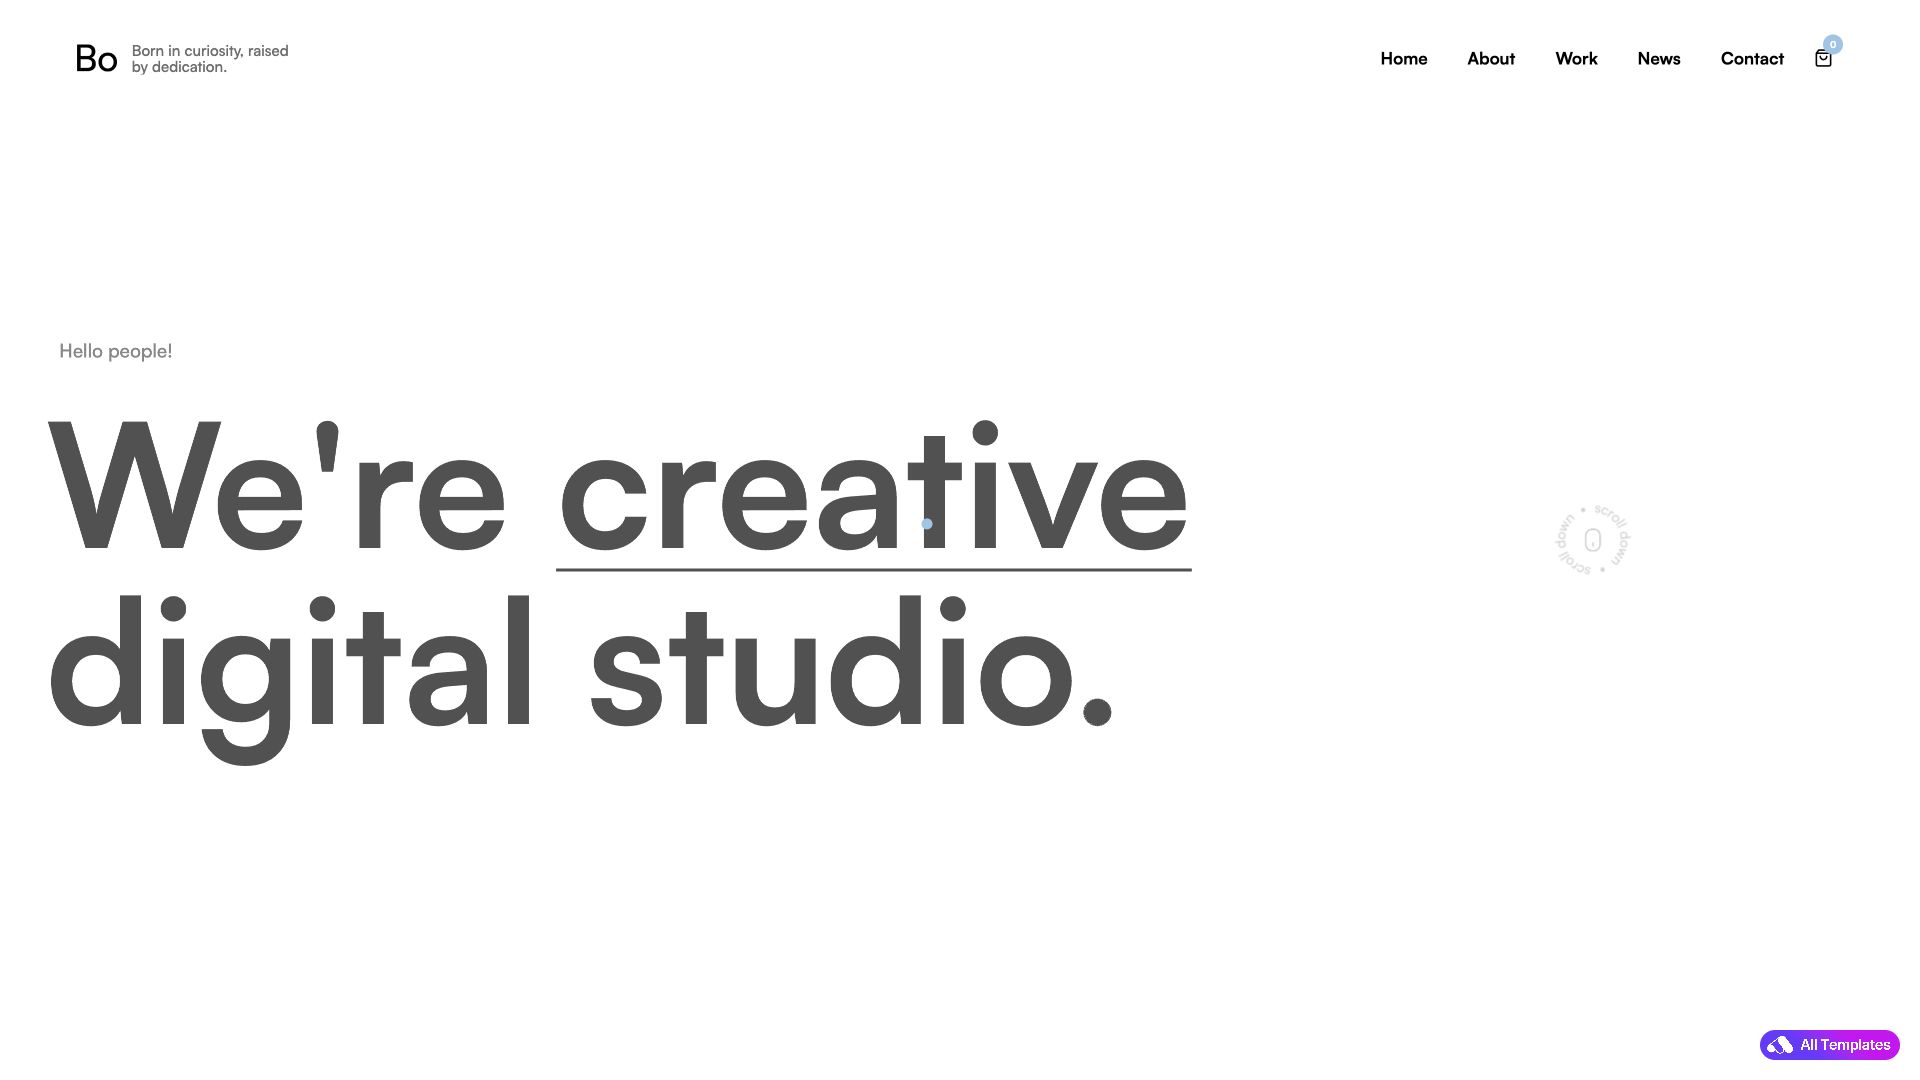 Bo
Born in curiosity, raised
by dedication.
Home About Work News Contact 0
Hello people!
We're creative
digital studio.
scroll down • scroll down •
All Templates